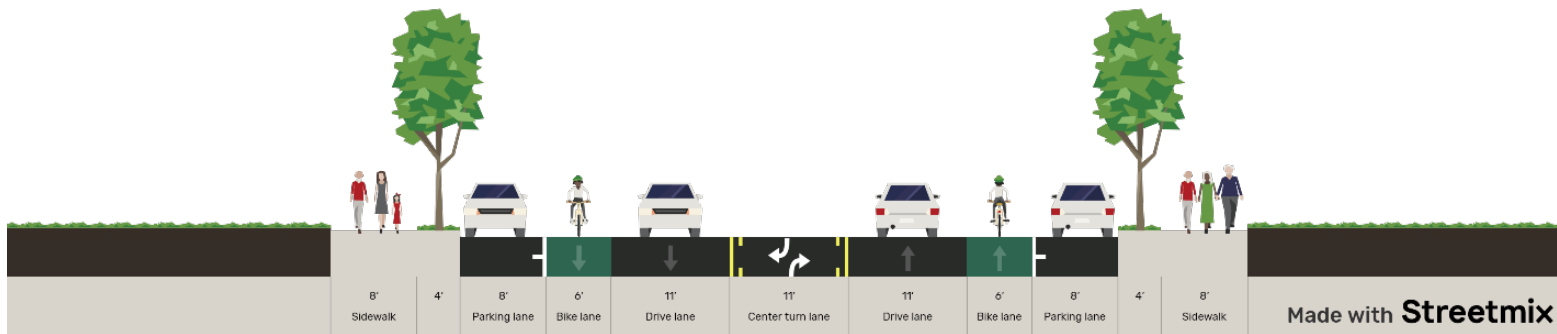 8′ 4′ 8′ 6′ 11′ 11′ 11′ 6′ 8′ 4′ 8′
Sidewalk Parking lane Bike lane Drive lane Center turn lane Drive lane Bike lane Parking lane Sidewalk
Made with Streetmix